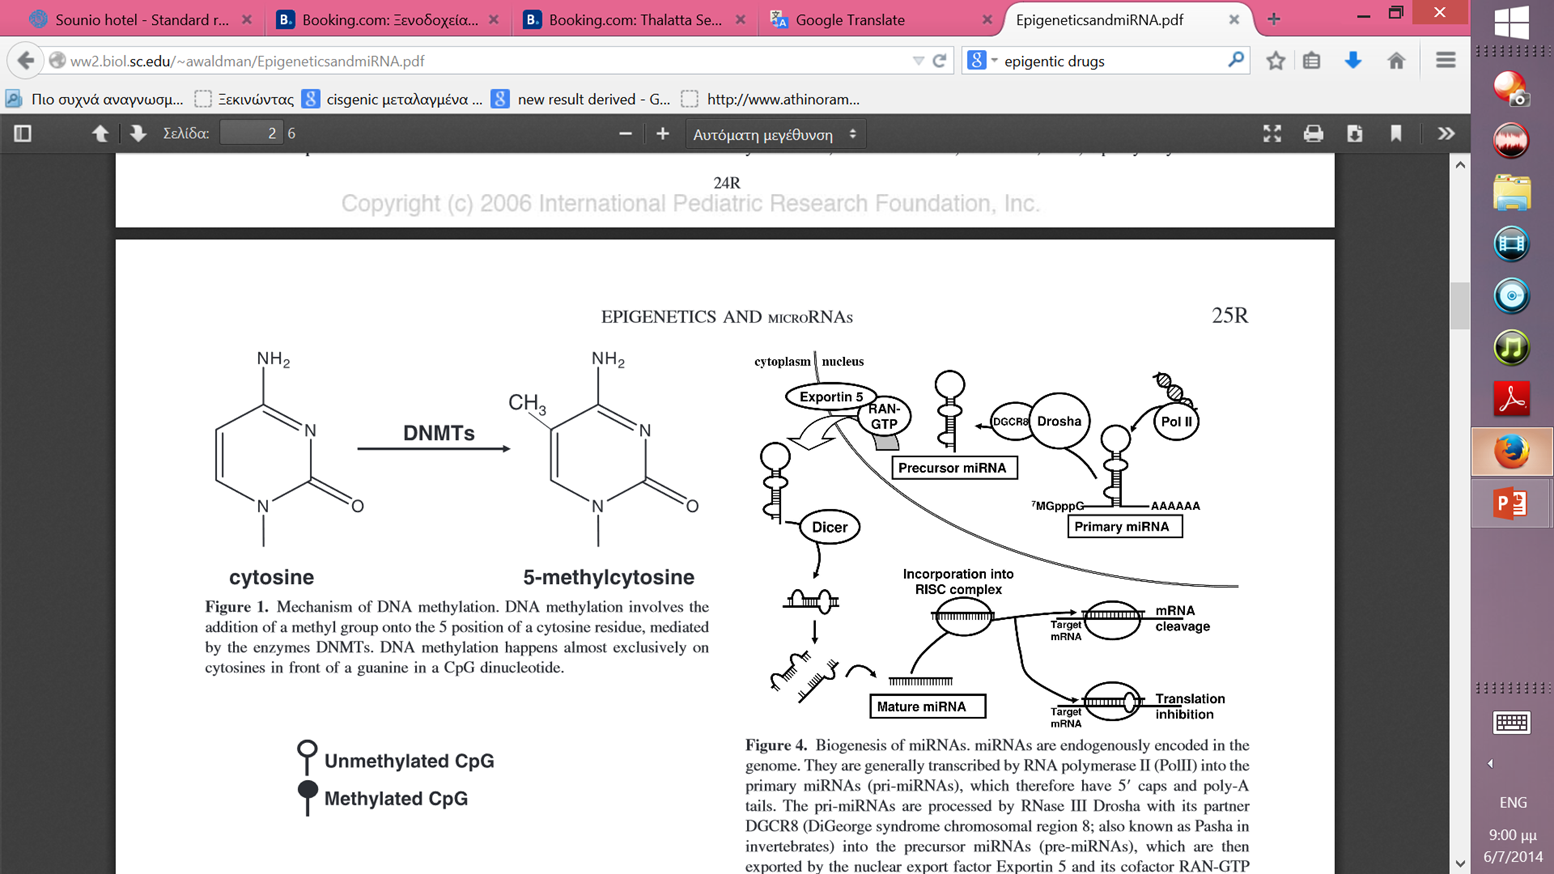 Sounio hotel - Standard r...
Booking.com: Ξενοδοχεία...
Booking.com: Thalatta Se...
Google Translate
EpigeneticsandmiRNA.pdf
ww2.biol.sc.edu/~awaldman/EpigeneticsandmiRNA.pdf
epigentic drugs
Πιο συχνά αναγνωσμ...
Ξεκινώντας
cisgenic μεταλαγμένα ...
new result derived - G...
http://www.athinoram...
Σελίδα:
2
6
Αυτόματη μεγέθυνση
24R
Copyright (c) 2006 International Pediatric Research Foundation, Inc.
EPIGENETICS AND MICRORNAS
25R
NH2
N
N
O
cytosine
DNMTs
NH2
CH3
N
N
O
5-methylcytosine
Figure 1. Mechanism of DNA methylation. DNA methylation involves the
addition of a methyl group onto the 5 position of a cytosine residue, mediated
by the enzymes DNMTs. DNA methylation happens almost exclusively on
cytosines in front of a guanine in a CpG dinucleotide.
Unmethylated CpG
Methylated CpG
cytoplasm
nucleus
Exportin 5
RAN-
GTP
Precursor miRNA
DGCR8
Drosha
Pol II
7MGpppG
AAAAAA
Primary miRNA
Dicer
Incorporation into
RISC complex
Mature miRNA
Target
mRNA
mRNA
cleavage
Target
mRNA
Translation
inhibition
Figure 4. Biogenesis of miRNAs. miRNAs are endogenously encoded in the
genome. They are generally transcribed by RNA polymerase II (PolII) into the
primary miRNAs (pri-miRNAs), which therefore have 5′ caps and poly-A
tails. The pri-miRNAs are processed by RNase III Drosha with its partner
DGCR8 (DiGeorge syndrome chromosomal region 8; also known as Pasha in
invertebrates) into the precursor miRNAs (pre-miRNAs), which are then
exported by the nuclear export factor Exportin 5 and its cofactor RAN-GTP
ENG
9:00 μμ
6/7/2014